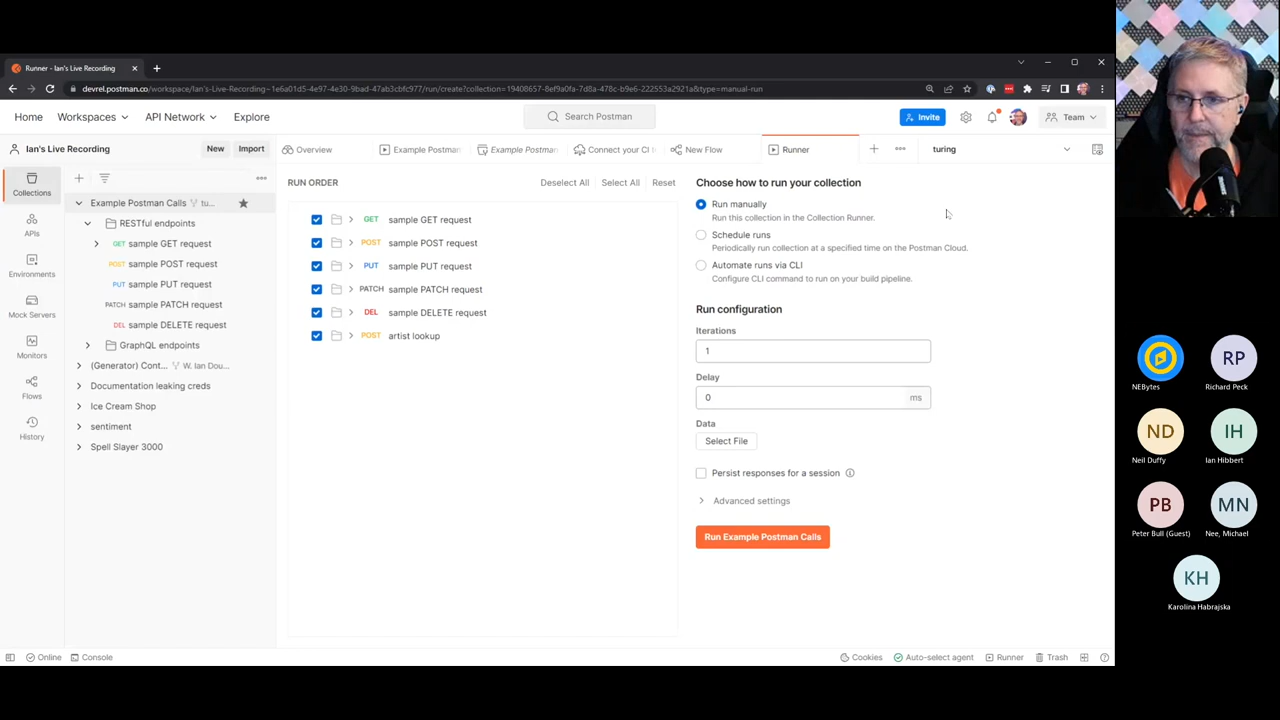 Runner - Ian's Live Recording
devrel.postman.co/workspace/Ian's-Live-Recording~1e6a01d5-4e97-4e30-9bad-47ab3cbfc977/run/create?collection=19408657-8ef9a0fa-7d8a-478c-b9e6-222553a2921a&type=manual-run
Home Workspaces API Network Explore Search Postman Invite Team
Ian's Live Recording New Import Overview Example Postman Example Postman Connect your CI t New Flow Runner turing
Collections
APIs
Environments
Mock Servers
Monitors
Flows
History
Example Postman Calls tu...
RESTful endpoints
GET sample GET request
POST sample POST request
PUT sample PUT request
PATCH sample PATCH request
DEL sample DELETE request
GraphQL endpoints
(Generator) Cont... W. Ian Dou...
Documentation leaking creds
Ice Cream Shop
sentiment
Spell Slayer 3000
RUN ORDER Deselect All Select All Reset
GET sample GET request
POST sample POST request
PUT sample PUT request
PATCH sample PATCH request
DEL sample DELETE request
POST artist lookup
Choose how to run your collection
Run manually
Run this collection in the Collection Runner.
Schedule runs
Periodically run collection at a specified time on the Postman Cloud.
Automate runs via CLI
Configure CLI command to run on your build pipeline.
Run configuration
Iterations
1
Delay
0 ms
Data
Select File
Persist responses for a session
Advanced settings
Run Example Postman Calls
Online Console Cookies Auto-select agent Runner Trash
NEBytes
RP
Richard Peck
ND
Neil Duffy
IH
Ian Hibbert
PB
Peter Bull (Guest)
MN
Nee, Michael
KH
Karolina Habrajska